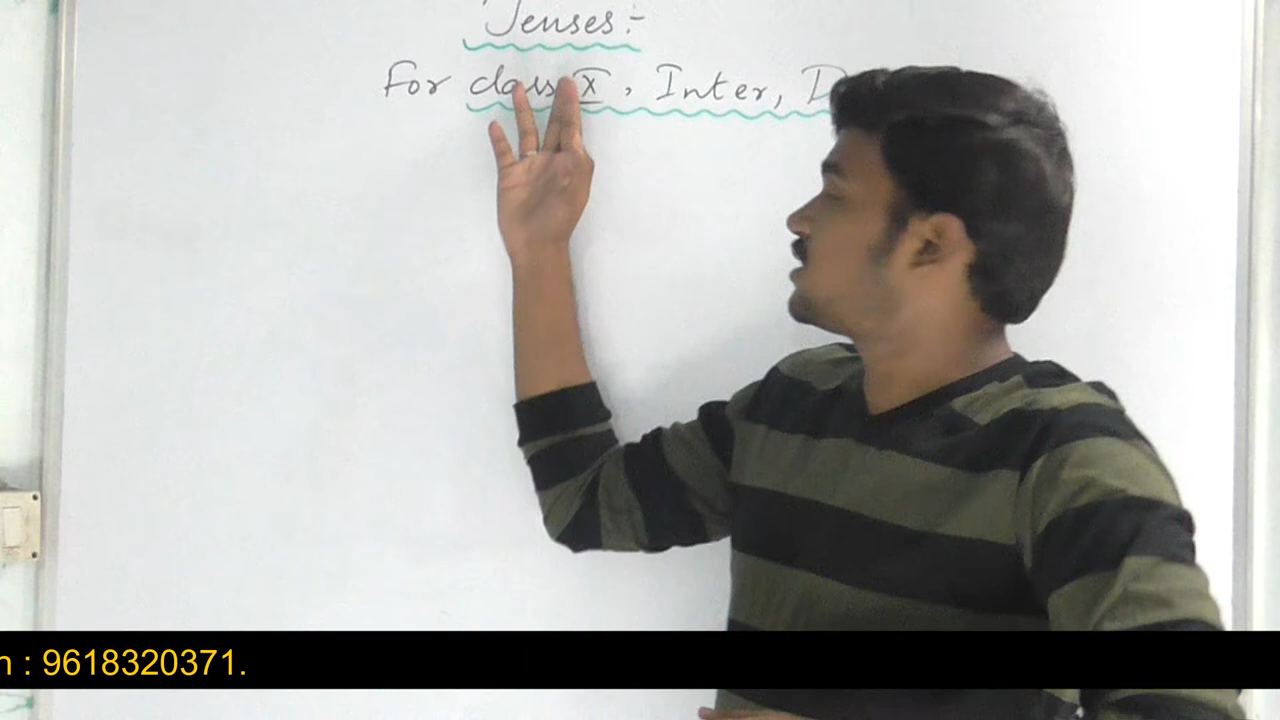 Tenses:-
For class X, Inter, D
n : 9618320371.